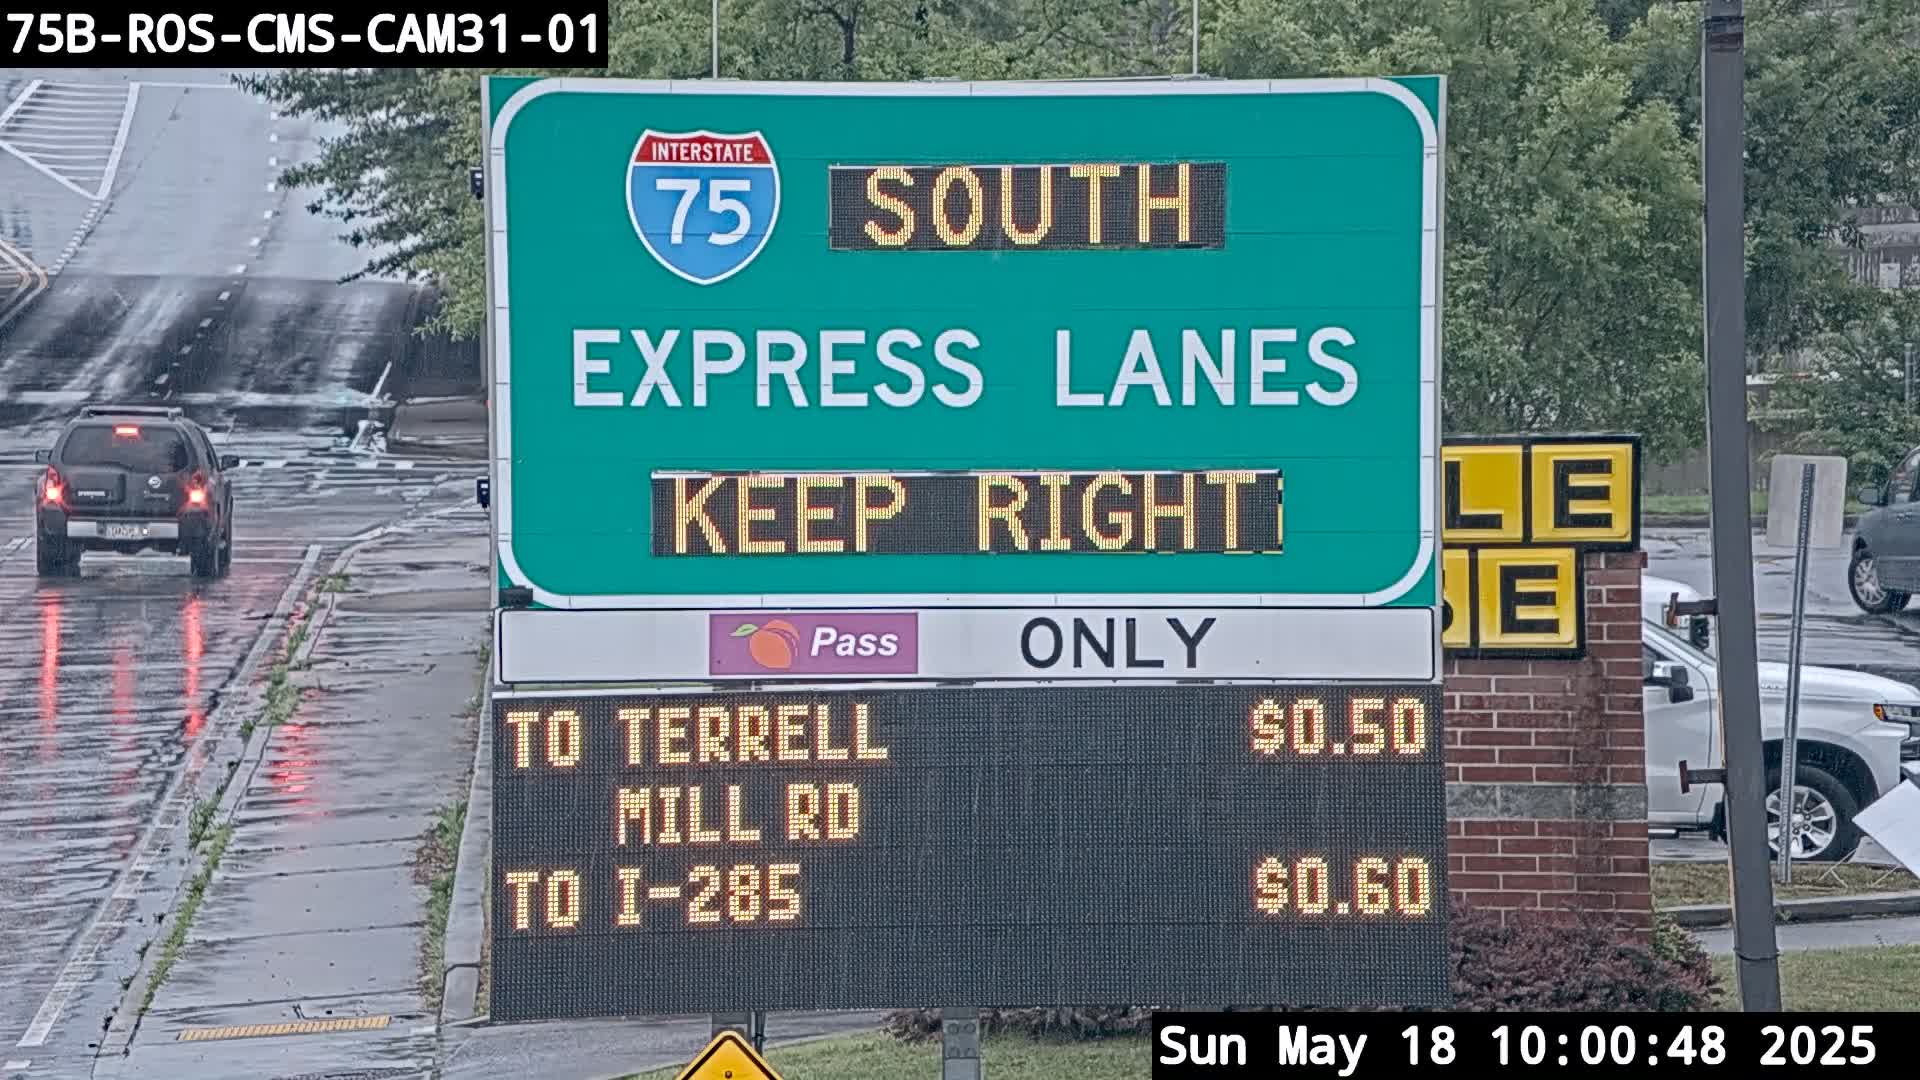 75B-ROS-CMS-CAM31-01
INTERSTATE
75
SOUTH
EXPRESS LANES
KEEP RIGHT
Pass ONLY
TO TERRELL $0.50
MILL RD
TO I-285 $0.60
LE
E
Sun May 18 10:00:48 2025